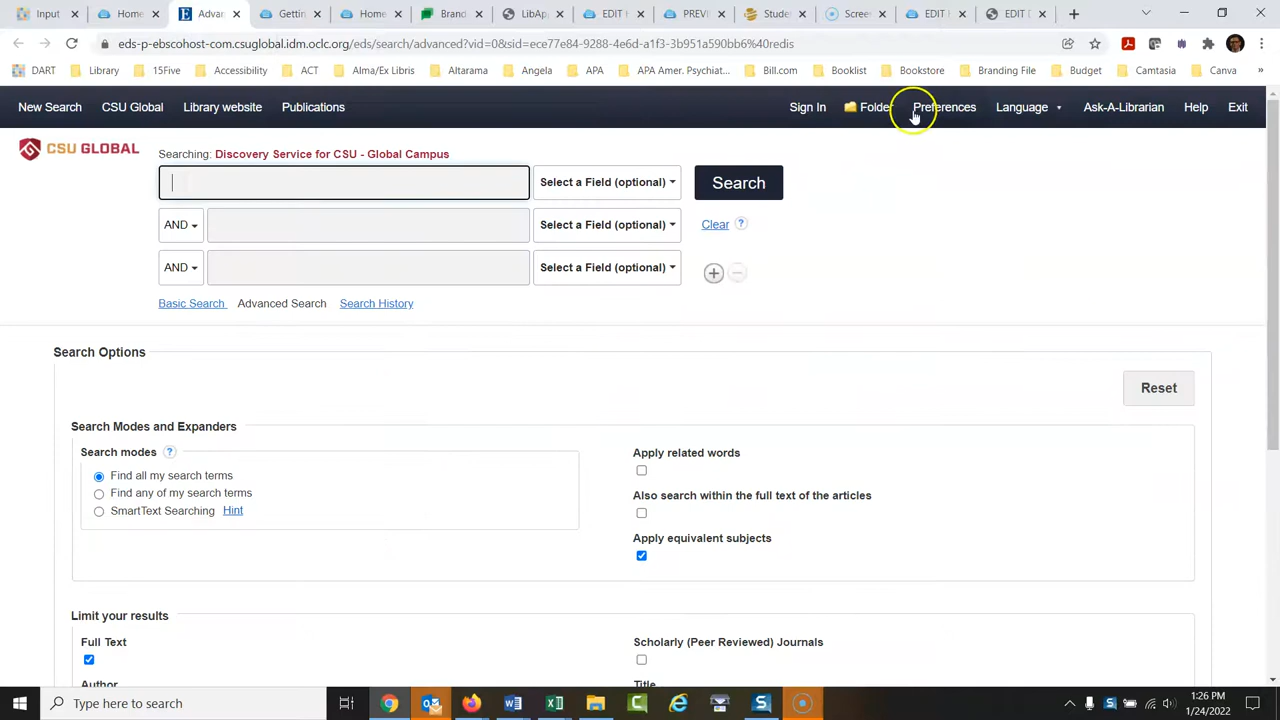 Input
Home
Advan
Gettin
Home
Brand
LibAp
EDIT
PREVI
Stude
Scree
EDIT F
EDIT D
eds-p-ebscohost-com.csuglobal.idm.oclc.org/eds/search/advanced?vid=0&sid=e77e84-9288-4e6d-a1f3-3b951a590bb6%40redis
DART Library 15Five Accessibility ACT Alma/Ex Libris Altarama Angela APA APA Amer. Psychiat... Bill.com Booklist Bookstore Branding File Budget Camtasia Canva »
New Search CSU Global Library website Publications Sign In Folder Preferences Language Ask-A-Librarian Help Exit
CSU GLOBAL
Searching: Discovery Service for CSU - Global Campus
Select a Field (optional) Search
AND Select a Field (optional) Clear ?
AND Select a Field (optional)
Basic Search Advanced Search Search History
Search Options
Reset
Search Modes and Expanders
Search modes ?
Find all my search terms
Find any of my search terms
SmartText Searching Hint
Apply related words
Also search within the full text of the articles
Apply equivalent subjects
Limit your results
Full Text
Scholarly (Peer Reviewed) Journals
Author
Title
Type here to search
1:26 PM
1/24/2022